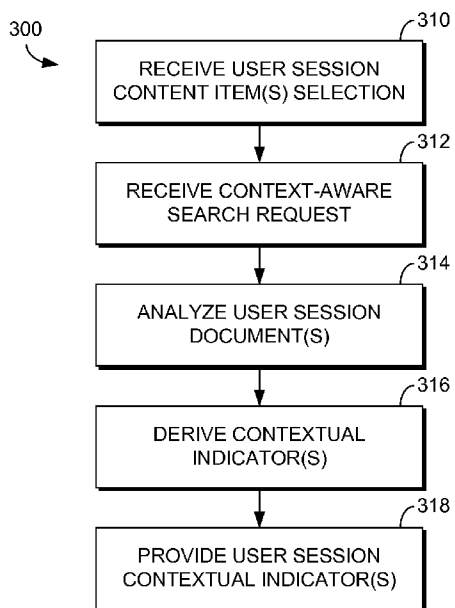 300
310
RECEIVE USER SESSION
CONTENT ITEM(S) SELECTION
312
RECEIVE CONTEXT-AWARE
SEARCH REQUEST
314
ANALYZE USER SESSION
DOCUMENT(S)
316
DERIVE CONTEXTUAL
INDICATOR(S)
318
PROVIDE USER SESSION
CONTEXTUAL INDICATOR(S)